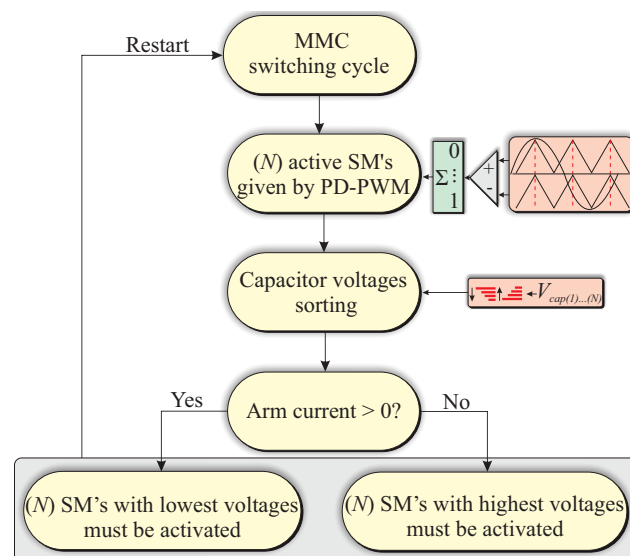 Restart
MMC
switching cycle
(N) active SM's
given by PD-PWM
Σ
0
⋮
1
+
-
Capacitor voltages
sorting
↓ ↑ ←V cap(1)...(N)
Arm current > 0?
Yes
No
(N) SM's with lowest voltages
must be activated
(N) SM's with highest voltages
must be activated